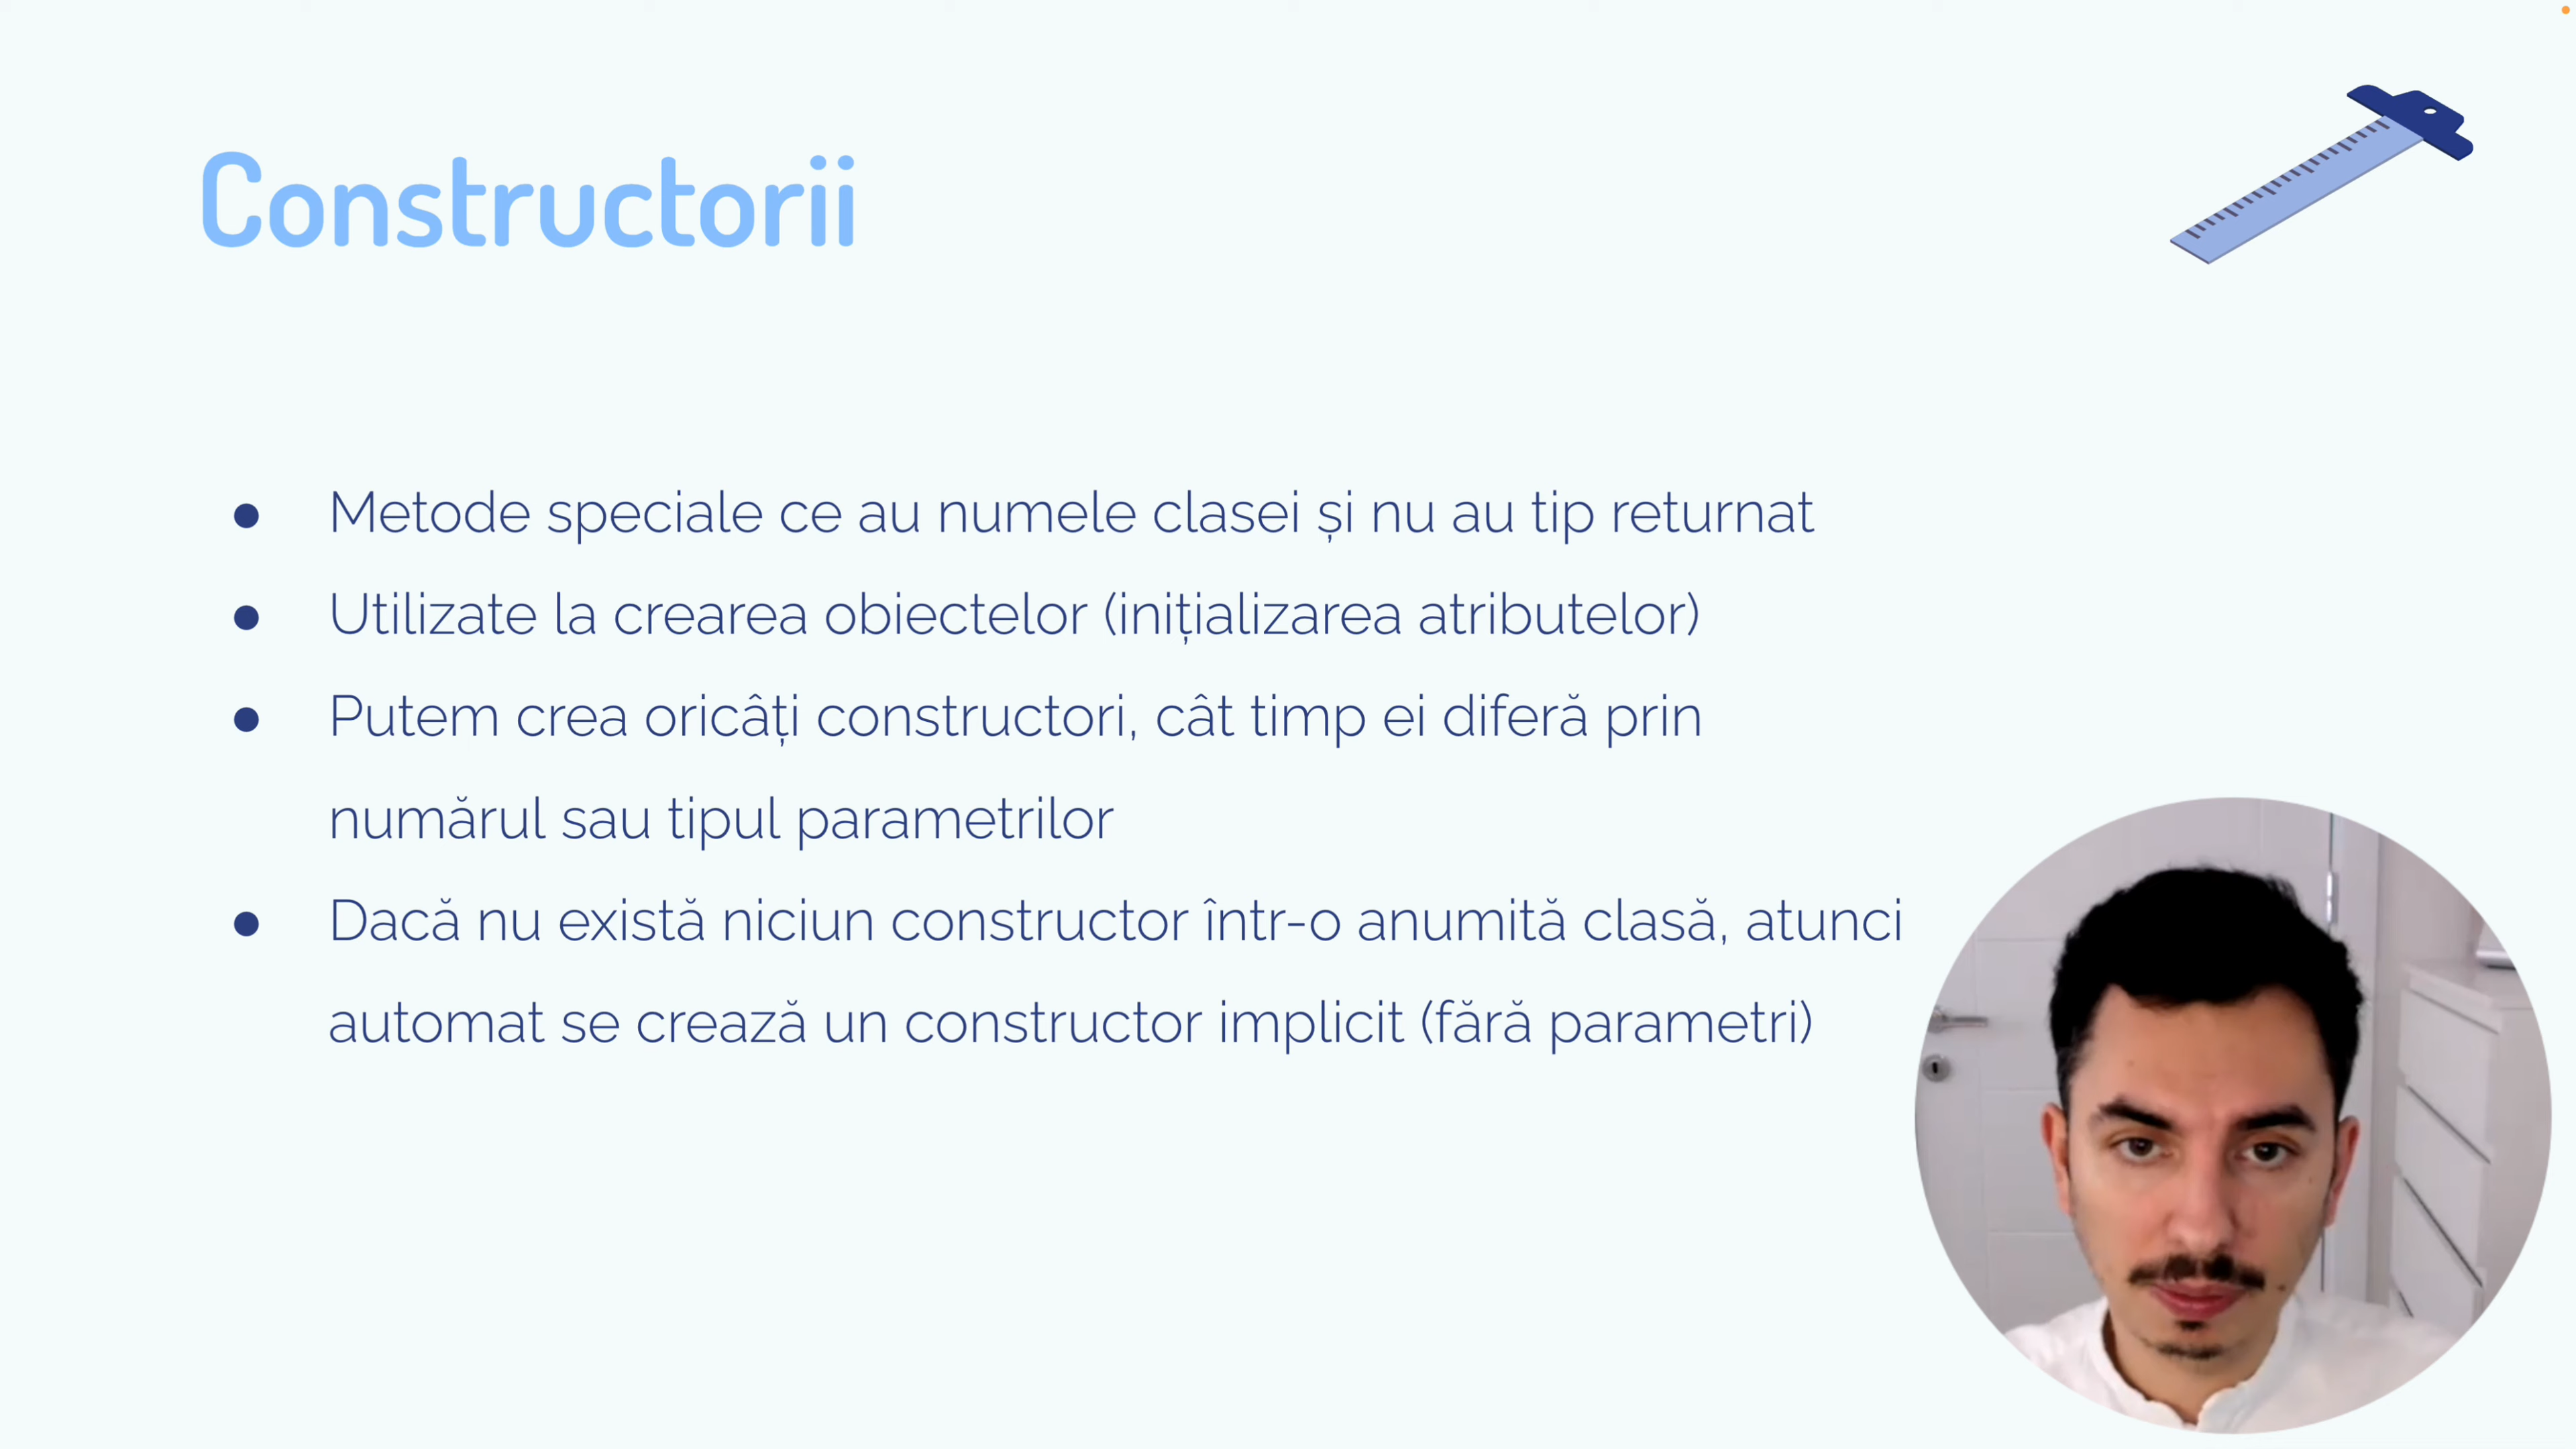 Constructorii
● Metode speciale ce au numele clasei și nu au tip returnat
● Utilizate la crearea obiectelor (inițializarea atributelor)
● Putem crea oricâți constructori, cât timp ei diferă prin
numărul sau tipul parametrilor
● Dacă nu există niciun constructor într-o anumită clasă, atunci
automat se crează un constructor implicit (fără parametri)